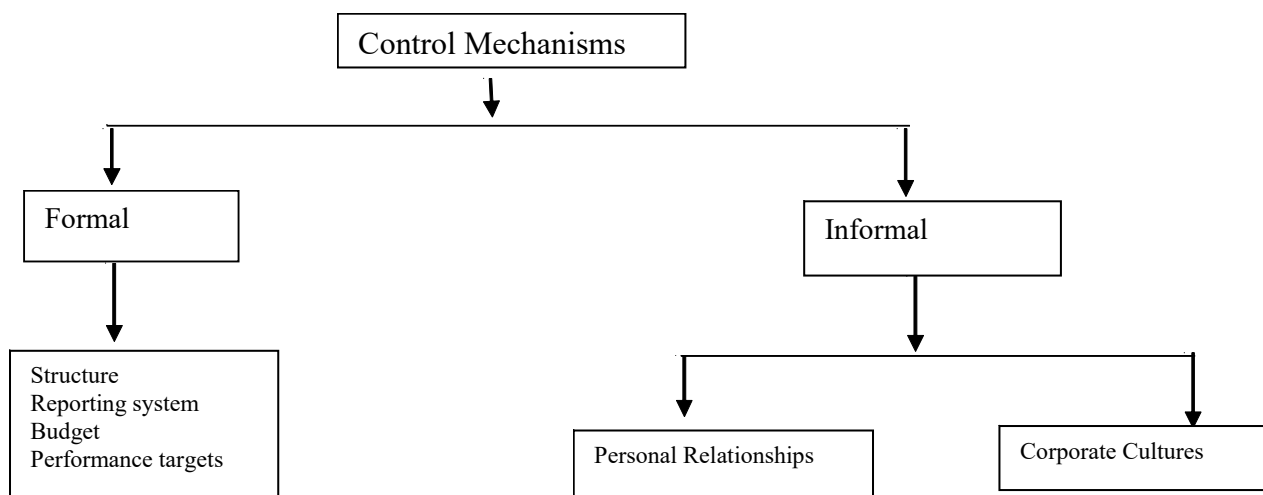 Control Mechanisms
Formal
Informal
Structure
Reporting system
Budget
Performance targets
Personal Relationships
Corporate Cultures